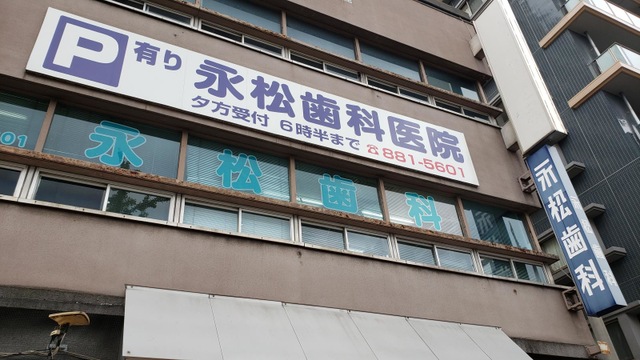 P 有り 永松歯科医院
夕方受付 6時半まで ☎881-5601
01
永松歯科
永松歯科